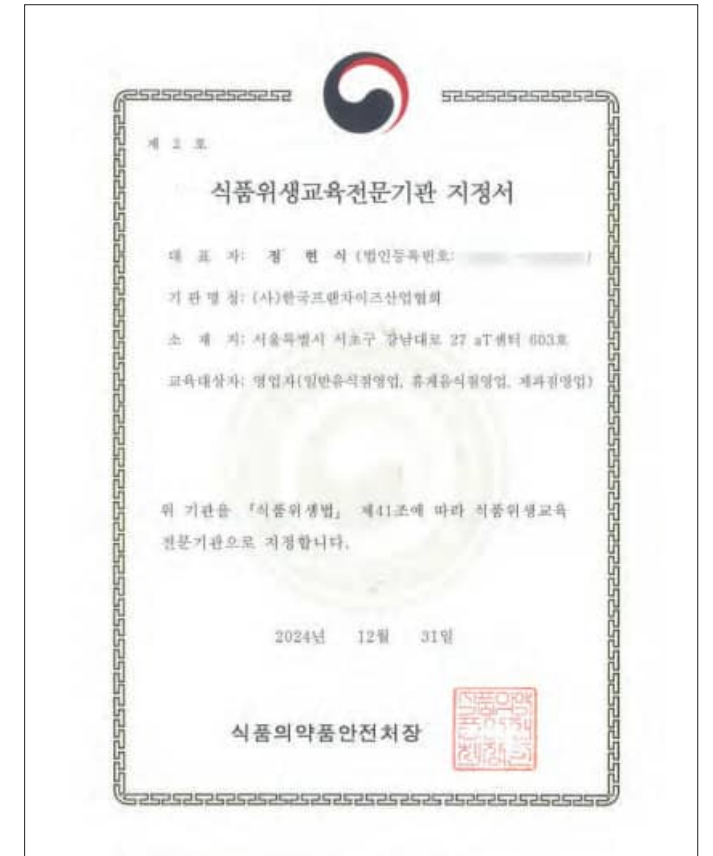 제 2 호
식품위생교육전문기관 지정서
대 표 자: 정 현 식 (법인등록번호: )
기 관 명 칭: (사)한국프랜차이즈산업협회
소 재 지: 서울특별시 서초구 강남대로 27 aT센터 603호
교육대상자: 영업자(일반음식점영업, 휴게음식점영업, 제과점영업)
위 기관을 「식품위생법」 제41조에 따라 식품위생교육
전문기관으로 지정합니다.
2024년 12월 31일
식품의약품안전처장